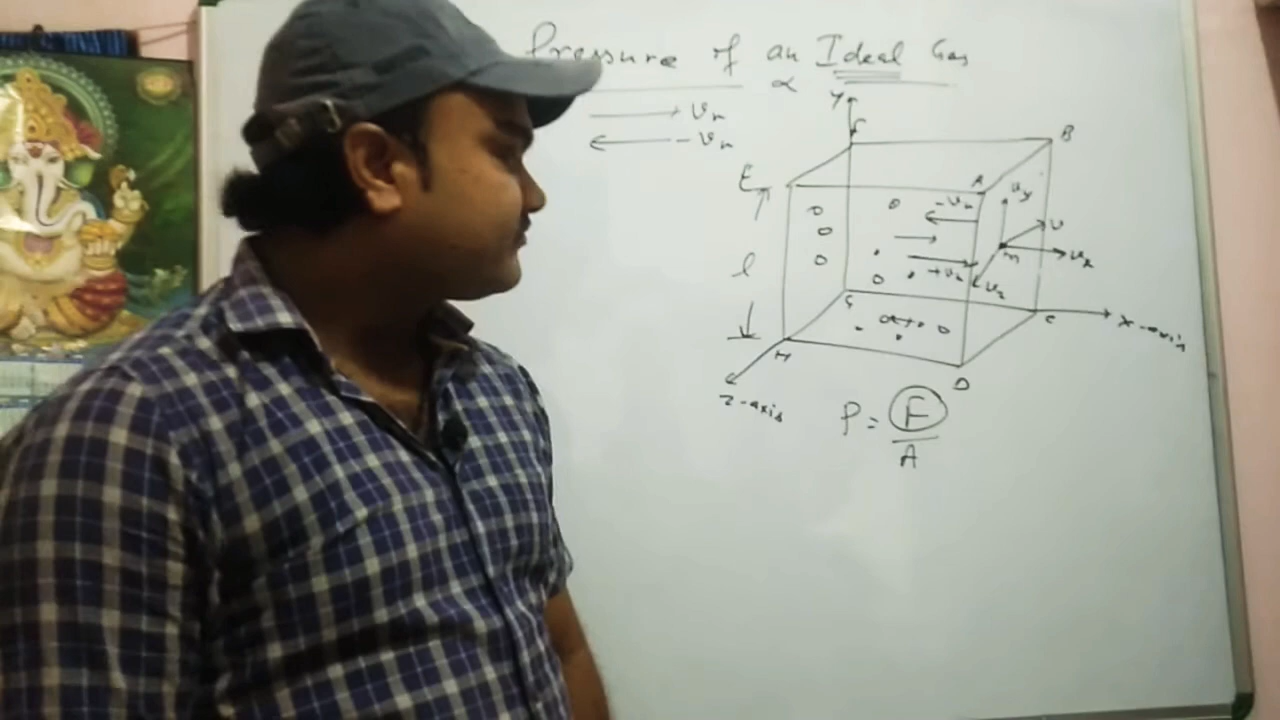 Pressure of an Ideal Gas
α
Vx
-Vx
Y
F
B
E
A
-Vx
Vy
V
l
m
Vx
+Vx
Vz
G
C
X-axis
H
D
Z-axis
P = F
A